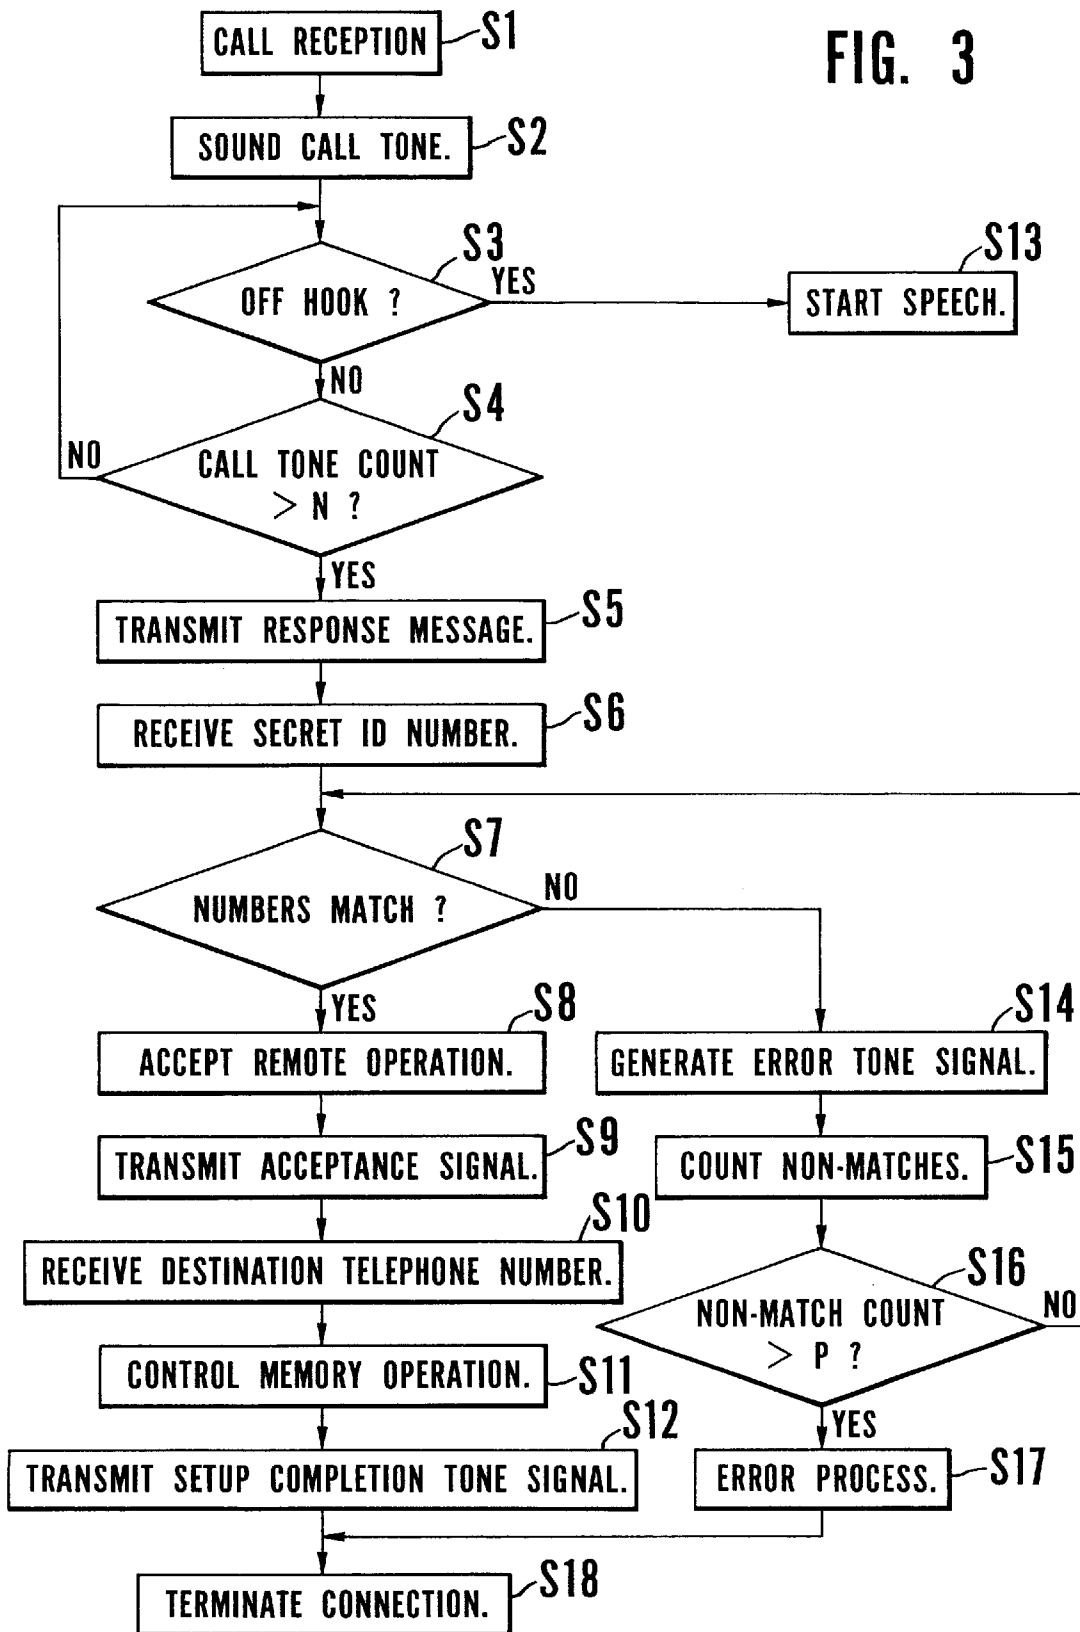 FIG. 3
CALL RECEPTION
S1
SOUND CALL TONE.
S2
S3
OFF HOOK ?
YES
S13
START SPEECH.
NO
S4
CALL TONE COUNT
> N ?
NO
YES
S5
TRANSMIT RESPONSE MESSAGE.
S6
RECEIVE SECRET ID NUMBER.
S7
NUMBERS MATCH ?
NO
YES
S8
ACCEPT REMOTE OPERATION.
S14
GENERATE ERROR TONE SIGNAL.
S9
TRANSMIT ACCEPTANCE SIGNAL.
COUNT NON-MATCHES.
S15
S10
RECEIVE DESTINATION TELEPHONE NUMBER.
S16
NON-MATCH COUNT
> P ?
NO
CONTROL MEMORY OPERATION.
S11
YES
S12
TRANSMIT SETUP COMPLETION TONE SIGNAL.
ERROR PROCESS.
S17
TERMINATE CONNECTION.
S18